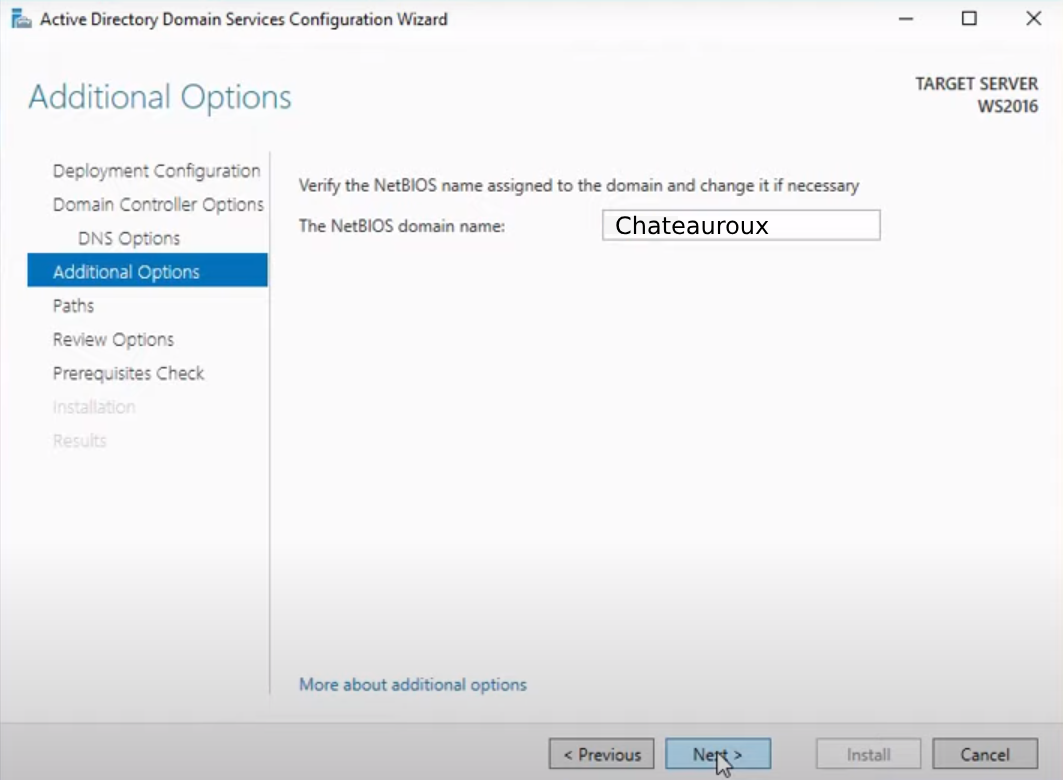 Active Directory Domain Services Configuration Wizard
Additional Options
TARGET SERVER
WS2016
Deployment Configuration
Domain Controller Options
DNS Options
Additional Options
Paths
Review Options
Prerequisites Check
Installation
Results
Verify the NetBIOS name assigned to the domain and change it if necessary
The NetBIOS domain name: Chateauroux
More about additional options
< Previous Next > Install Cancel